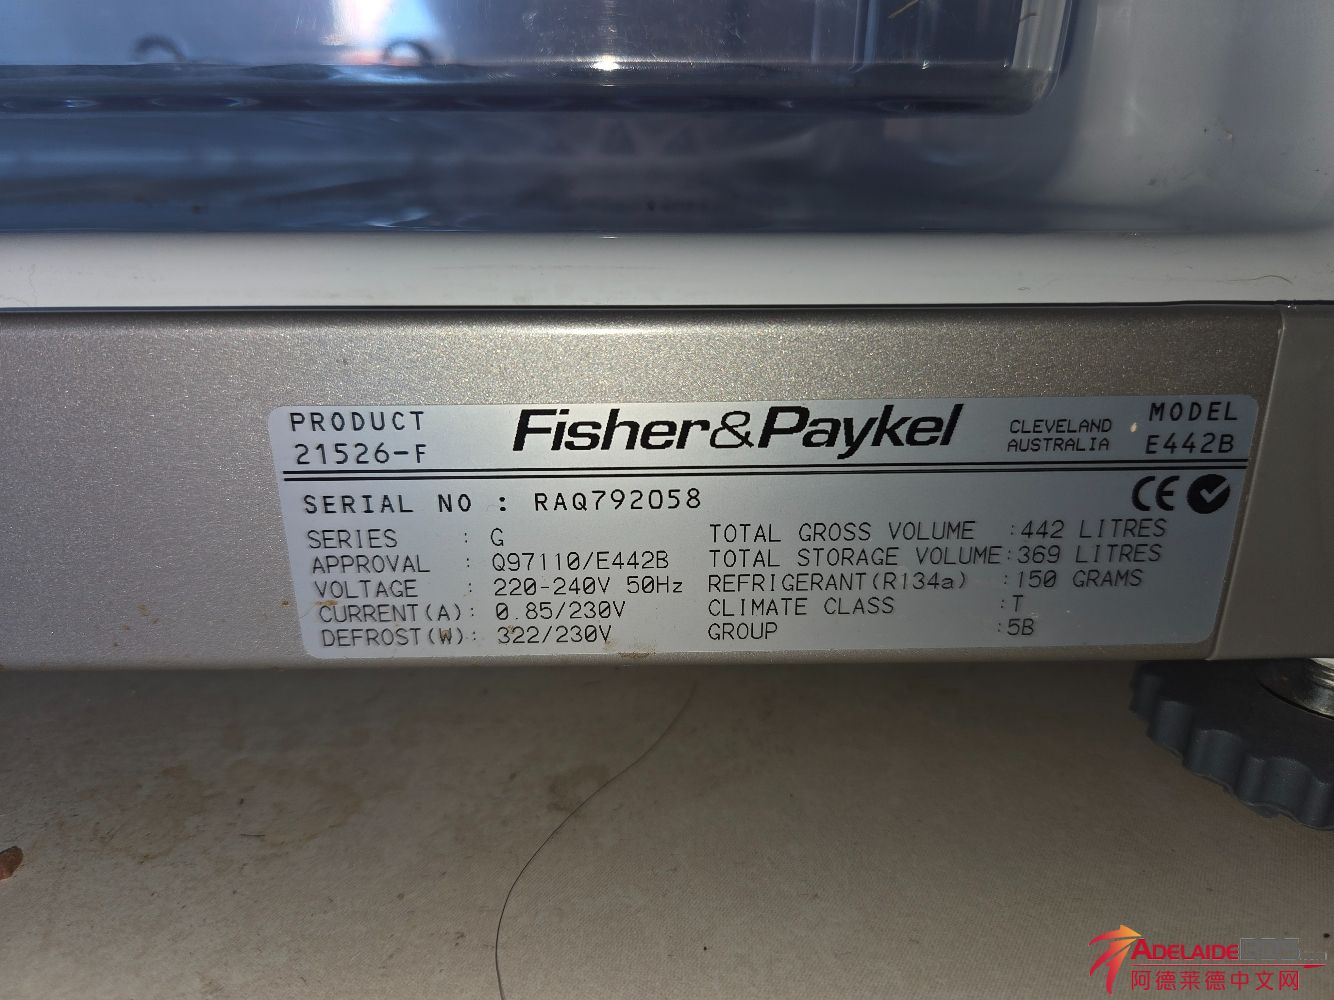 PRODUCT
21526-F
Fisher&Paykel
CLEVELAND
AUSTRALIA
MODEL
E442B
SERIAL NO : RAQ792058
CE
SERIES : G
APPROVAL : Q97110/E442B
VOLTAGE : 220-240V 50Hz
CURRENT(A): 0.85/230V
DEFROST(W): 322/230V
TOTAL GROSS VOLUME :442 LITRES
TOTAL STORAGE VOLUME:369 LITRES
REFRIGERANT(R134a) :150 GRAMS
CLIMATE CLASS :T
GROUP :5B
ADELAIDEBBS
阿德莱德中文网